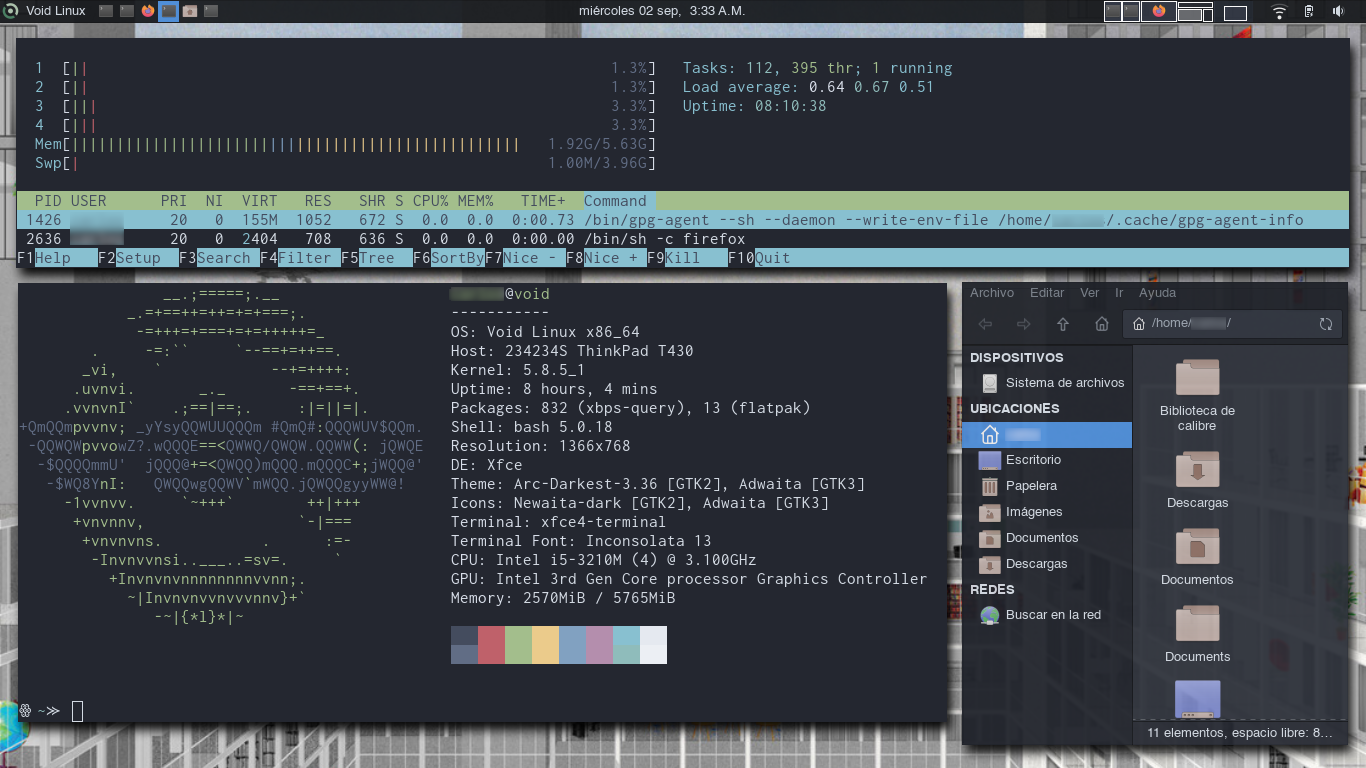 Void Linux
miércoles 02 sep, 3:33 A.M.
1 [|| 1.3%] Tasks: 112, 395 thr; 1 running
2 [|| 1.3%] Load average: 0.64 0.67 0.51
3 [||| 3.3%] Uptime: 08:10:38
4 [||| 3.3%]
Mem[|||||||||||||||||||||||||||||||||||||||||||||||||| 1.92G/5.63G]
Swp[| 1.00M/3.96G]
PID USER PRI NI VIRT RES SHR S CPU% MEM% TIME+ Command
1426 20 0 155M 1052 672 S 0.0 0.0 0:00.73 /bin/gpg-agent --sh --daemon --write-env-file /home/ /.cache/gpg-agent-info
2636 20 0 2404 708 636 S 0.0 0.0 0:00.00 /bin/sh -c firefox
F1Help F2Setup F3Search F4Filter F5Tree F6SortBy F7Nice - F8Nice + F9Kill F10Quit
__.;=====;.__
_.=+==++=++=+=+===;.
-=+++=+===+=+=+++++=_
. -=:`` `--==+=++==.
_vi, ` --+=++++:
.uvnvi. _._ -==+==+.
.vvnvnI` .;==|==;. :|=||=|.
+QmQQmpvvnv; _yYsyQQWUUQQQm #QmQ#:QQQWUV$QQm.
-QQWQWpvvowZ?.wQQQE==<QWWQ/QWQW.QQWW(: jQWQE
-$QQQQmmU' jQQQ@+=<QWQQ)mQQQ.mQQQC+;jWQQ@'
-$WQ8YnI: QWQQwgQQWV`mWQQ.jQWQQgyyWW@!
-1vvnvv. `~+++` ++|+++
+vnvnnv, `-|===
+vnvnvns. . :=-
-Invnvvnsi..___..=sv=. `
+Invnvnvnnnnnnnnvvnn;.
~|Invnvnvvnvvvnnv}+`
-~|{*l}*|~
@void
-----------
OS: Void Linux x86_64
Host: 234234S ThinkPad T430
Kernel: 5.8.5_1
Uptime: 8 hours, 4 mins
Packages: 832 (xbps-query), 13 (flatpak)
Shell: bash 5.0.18
Resolution: 1366x768
DE: Xfce
Theme: Arc-Darkest-3.36 [GTK2], Adwaita [GTK3]
Icons: Newaita-dark [GTK2], Adwaita [GTK3]
Terminal: xfce4-terminal
Terminal Font: Inconsolata 13
CPU: Intel i5-3210M (4) @ 3.100GHz
GPU: Intel 3rd Gen Core processor Graphics Controller
Memory: 2570MiB / 5765MiB
~≫
Archivo Editar Ver Ir Ayuda
/home/ /
DISPOSITIVOS
Sistema de archivos
UBICACIONES
Escritorio
Papelera
Imágenes
Documentos
Descargas
REDES
Buscar en la red
Biblioteca de
calibre
Descargas
Documentos
Documents
11 elementos, espacio libre: 8…